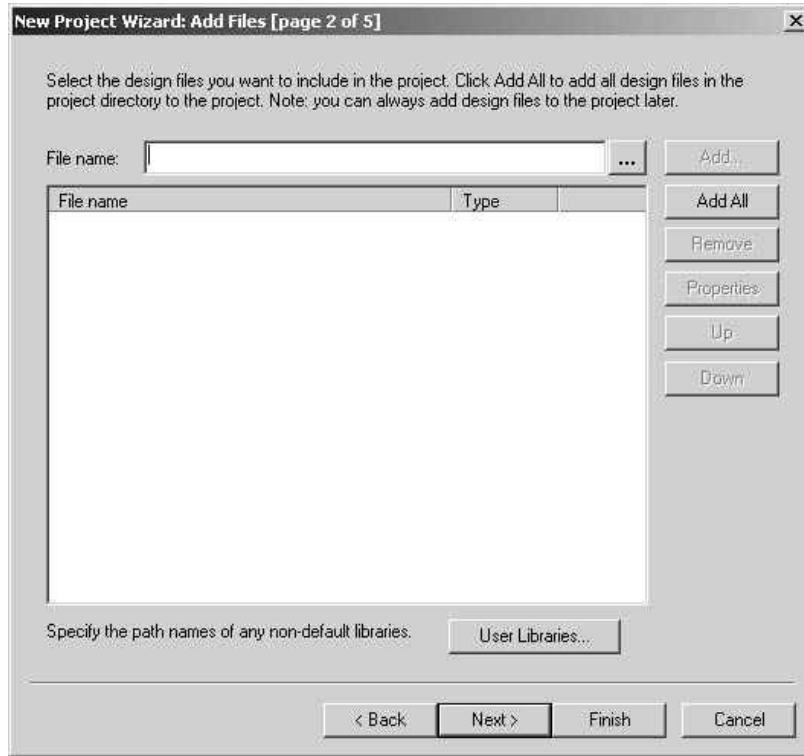 New Project Wizard: Add Files [page 2 of 5]
Select the design files you want to include in the project. Click Add All to add all design files in the
project directory to the project. Note: you can always add design files to the project later.
File name:
...
Add...
File name
Type
Add All
Remove
Properties
Up
Down
Specify the path names of any non-default libraries.
User Libraries...
< Back
Next >
Finish
Cancel